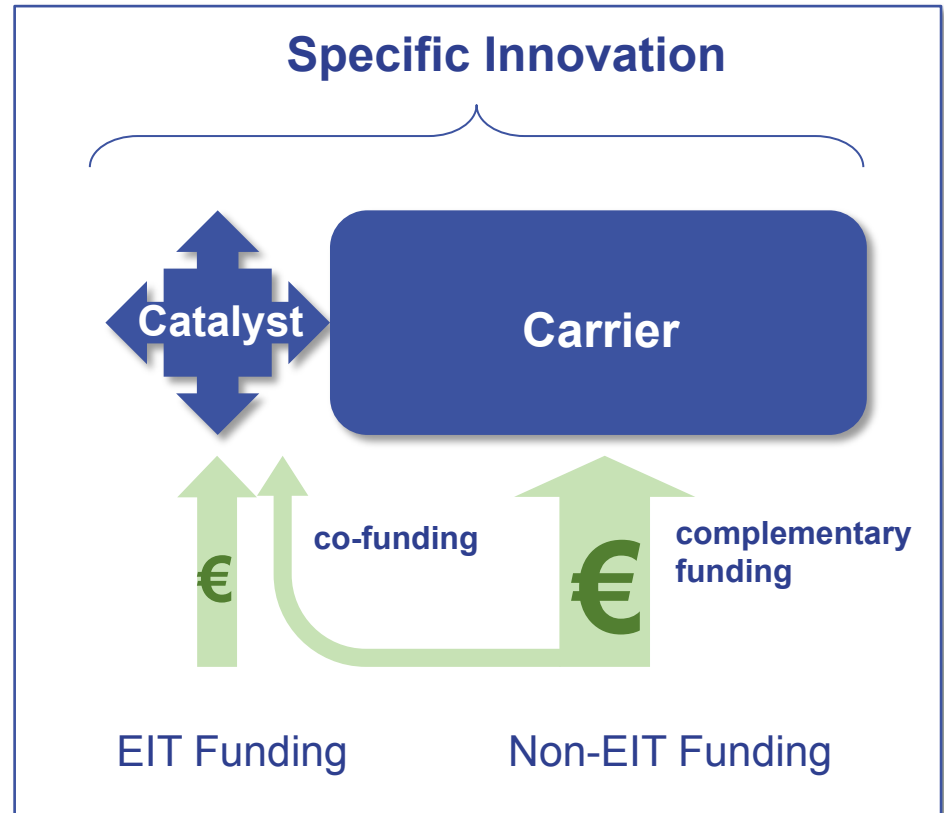 Specific Innovation
Catalyst
Carrier
co-funding
complementary
funding
€
€
EIT Funding
Non-EIT Funding